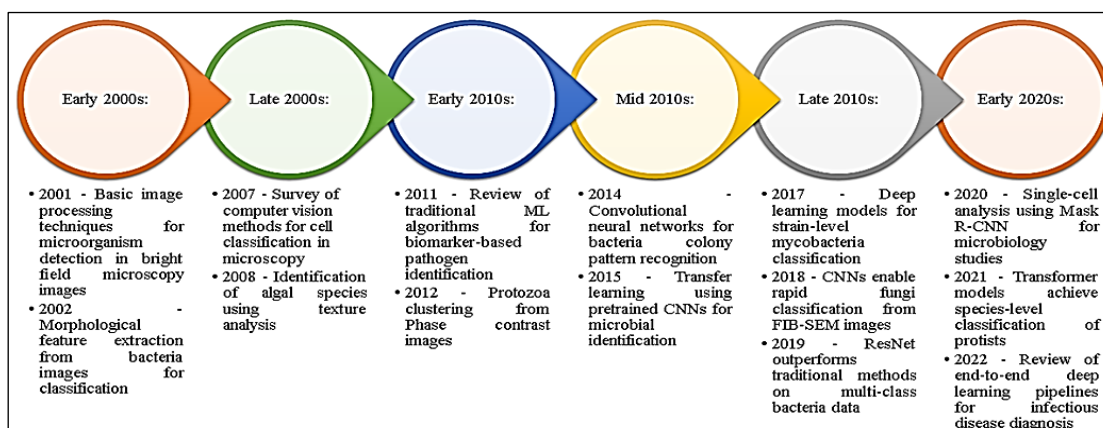 Early 2000s:
Late 2000s:
Early 2010s:
Mid 2010s:
Late 2010s:
Early 2020s:
• 2001 - Basic image
processing
techniques for
microorganism
detection in bright
field microscopy
images
• 2002 -
Morphological
feature extraction
from bacteria
images for
classification
• 2007 - Survey of
computer vision
methods for cell
classification in
microscopy
• 2008 - Identification
of algal species
using texture
analysis
• 2011 - Review of
traditional ML
algorithms for
biomarker-based
pathogen
identification
• 2012 - Protozoa
clustering from
Phase contrast
images
• 2014 -
Convolutional
neural networks for
bacteria colony
pattern recognition
• 2015 - Transfer
learning using
pretrained CNNs for
microbial
identification
• 2017 - Deep
learning models for
strain-level
mycobacteria
classification
• 2018 - CNNs enable
rapid fungi
classification from
FIB-SEM images
• 2019 - ResNet
outperforms
traditional methods
on multi-class
bacteria data
• 2020 - Single-cell
analysis using Mask
R-CNN for
microbiology
studies
• 2021 - Transformer
models achieve
species-level
classification of
protists
• 2022 - Review of
end-to-end deep
learning pipelines
for infectious
disease diagnosis